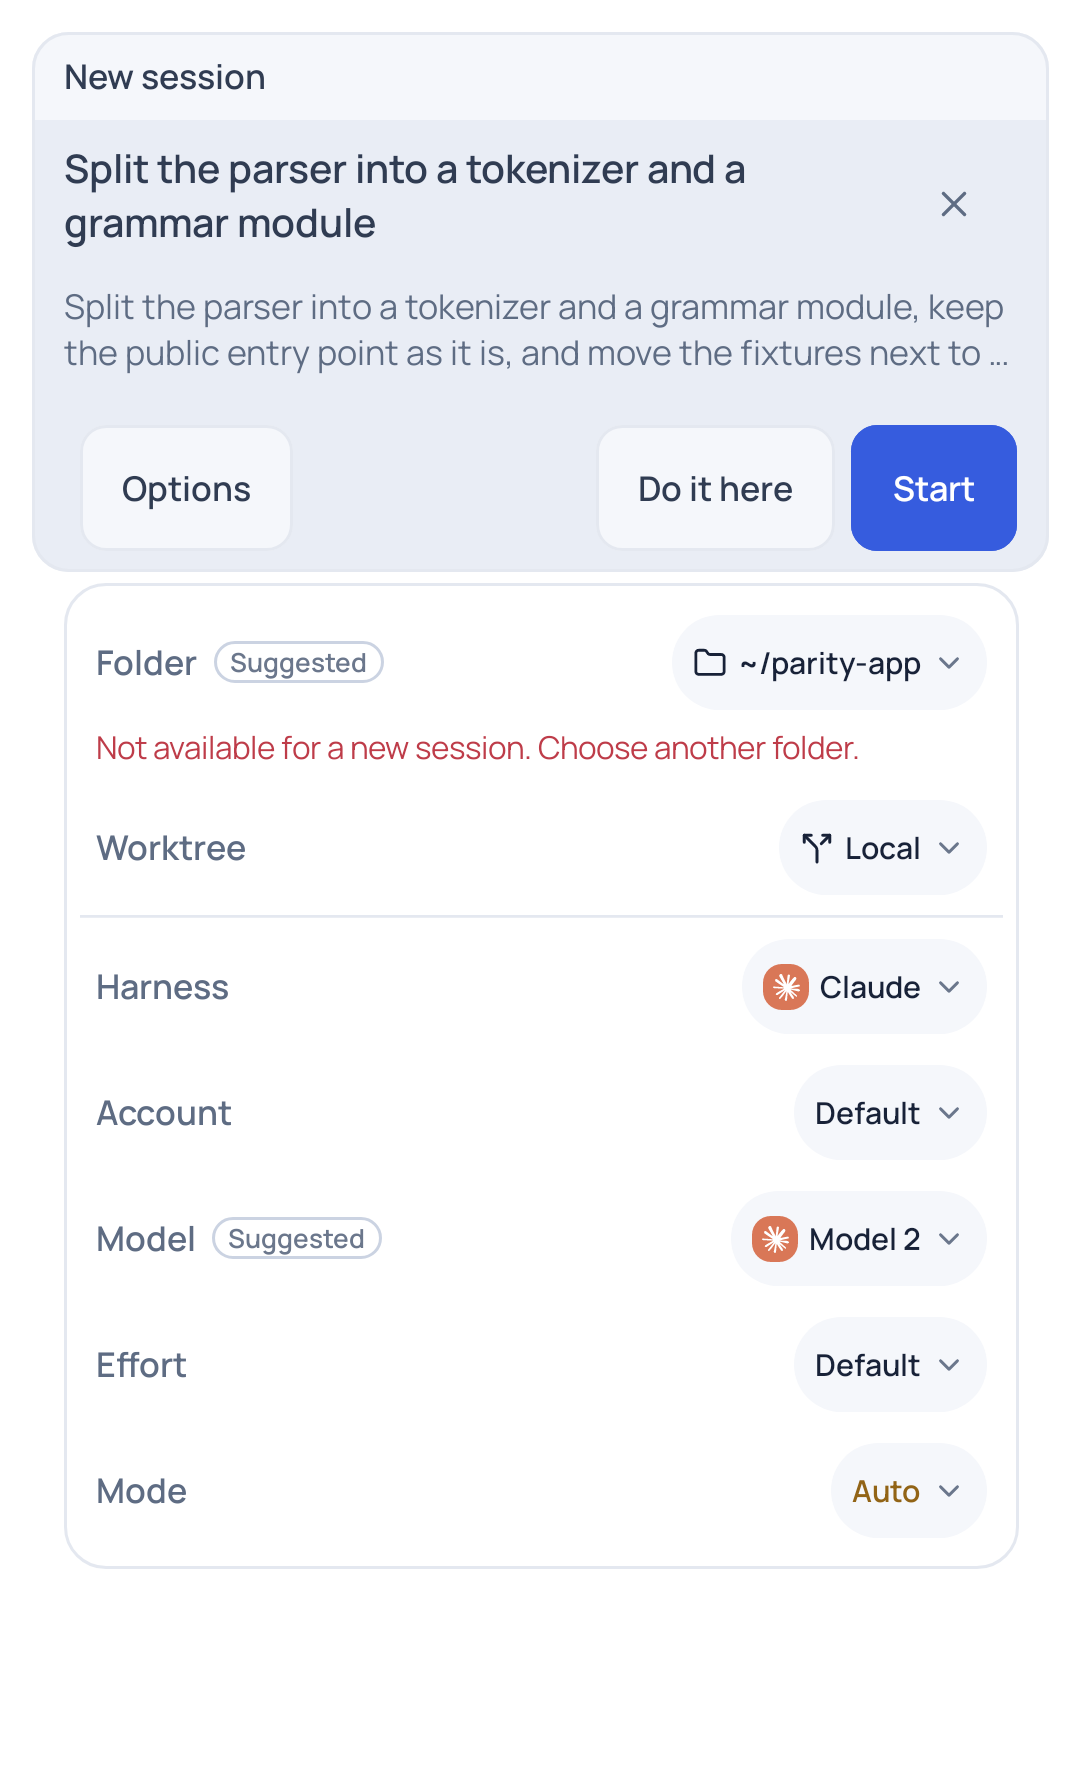 New session
Split the parser into a tokenizer and a
grammar module
Split the parser into a tokenizer and a grammar module, keep
the public entry point as it is, and move the fixtures next to ...
Options
Do it here
Start
Folder
Suggested
~/parity-app
Not available for a new session. Choose another folder.
Worktree
Local
Harness
Claude
Account
Default
Model
Suggested
Model 2
Effort
Default
Mode
Auto